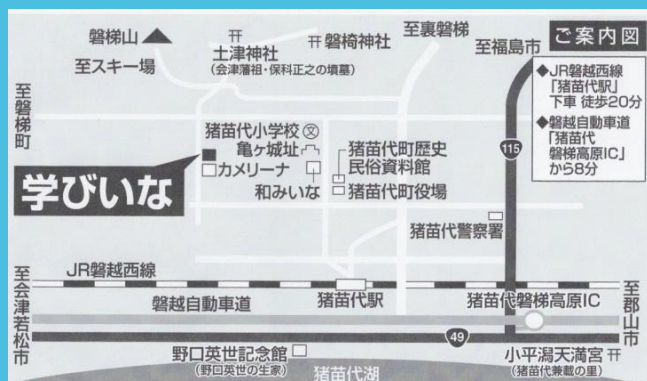 ご案内図
◆JR磐越西線
「猪苗代駅」
下車 徒歩20分
◆磐越自動車道
「猪苗代
磐梯高原IC」
から8分
磐梯山
至スキー場
土津神社
(会津藩祖・保科正之の墳墓)
磐椅神社
至裏磐梯
至福島市
至磐梯町
115
猪苗代小学校 文
亀ヶ城址
カメリーナ
学びいな
和みいな
猪苗代町歴史
民俗資料館
猪苗代町役場
猪苗代警察署
JR磐越西線
至会津若松市
磐越自動車道
猪苗代駅
猪苗代磐梯高原IC
至郡山市
49
野口英世記念館
(野口英世の生家)
小平潟天満宮
(猪苗代兼載の里)
猪苗代湖